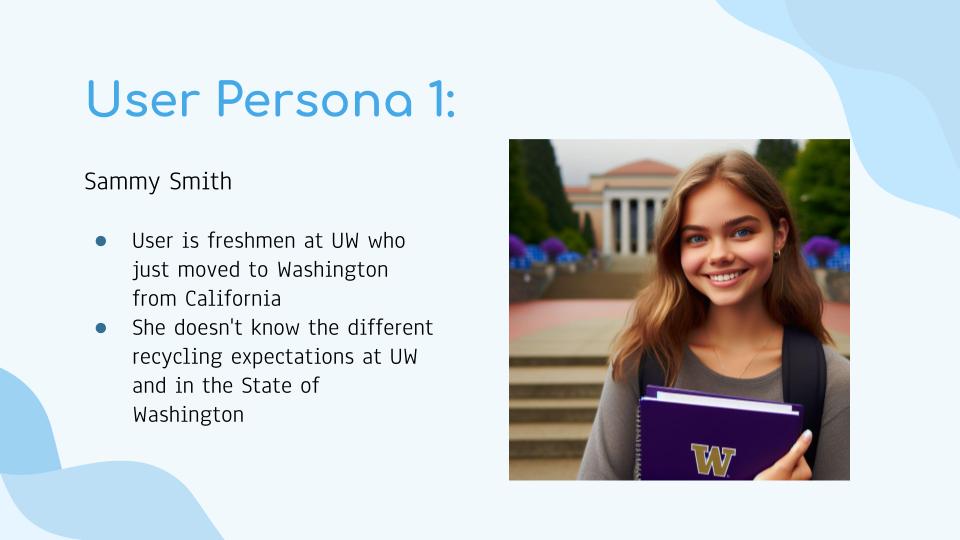 User Persona 1:
Sammy Smith
● User is freshmen at UW who
just moved to Washington
from California
● She doesn't know the different
recycling expectations at UW
and in the State of
Washington
W